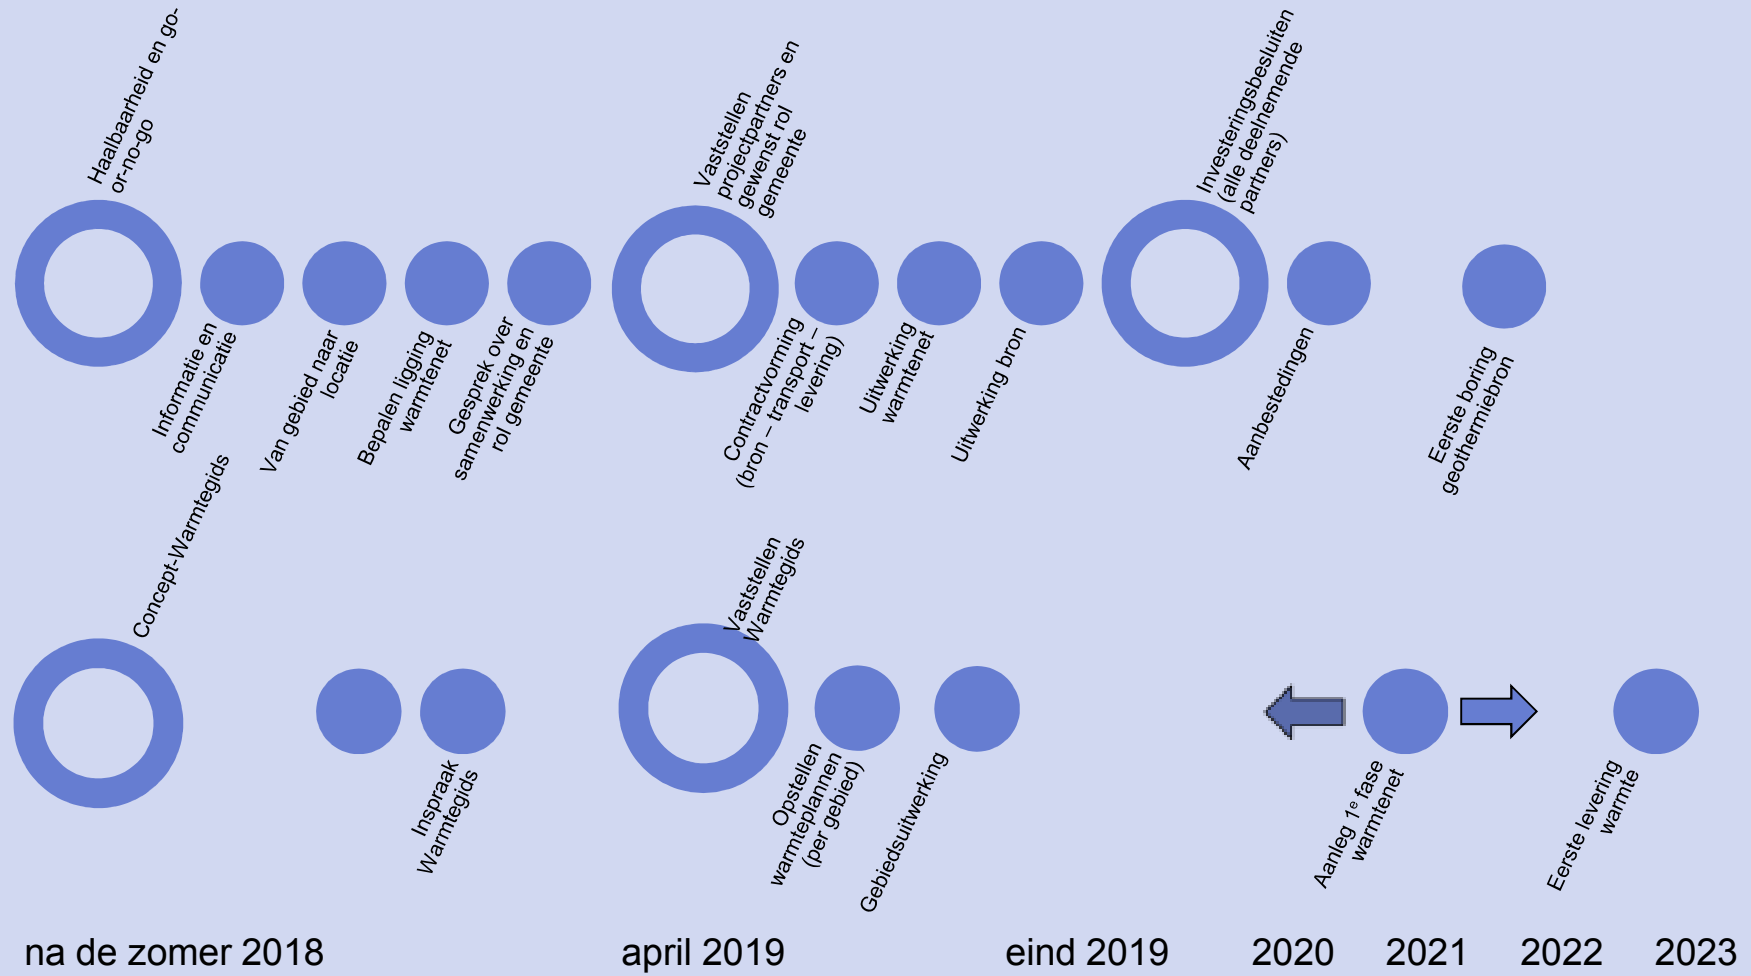 Haalbaarheid en go-
or-no-go
Vaststellen
projectpartners en
gewenst rol
gemeente
Investeringsbesluiten
(alle deelnemende
partners)
Informatie en
communicatie
Van gebied naar
locatie
Bepalen ligging
warmtenet
Gesprek over
samenwerking en
rol gemeente
Contractvorming
(bron – transport –
levering)
Uitwerking
warmtenet
Uitwerking bron
Aanbestedingen
Eerste boring
geothermiebron
Concept-Warmtegids
Vaststellen
Warmtegids
Inspraak
Warmtegids
Opstellen
warmteplannen
(per gebied)
Gebiedsuitwerking
Aanleg 1e fase
warmtenet
Eerste levering
warmte
na de zomer 2018
april 2019
eind 2019
2020
2021
2022
2023